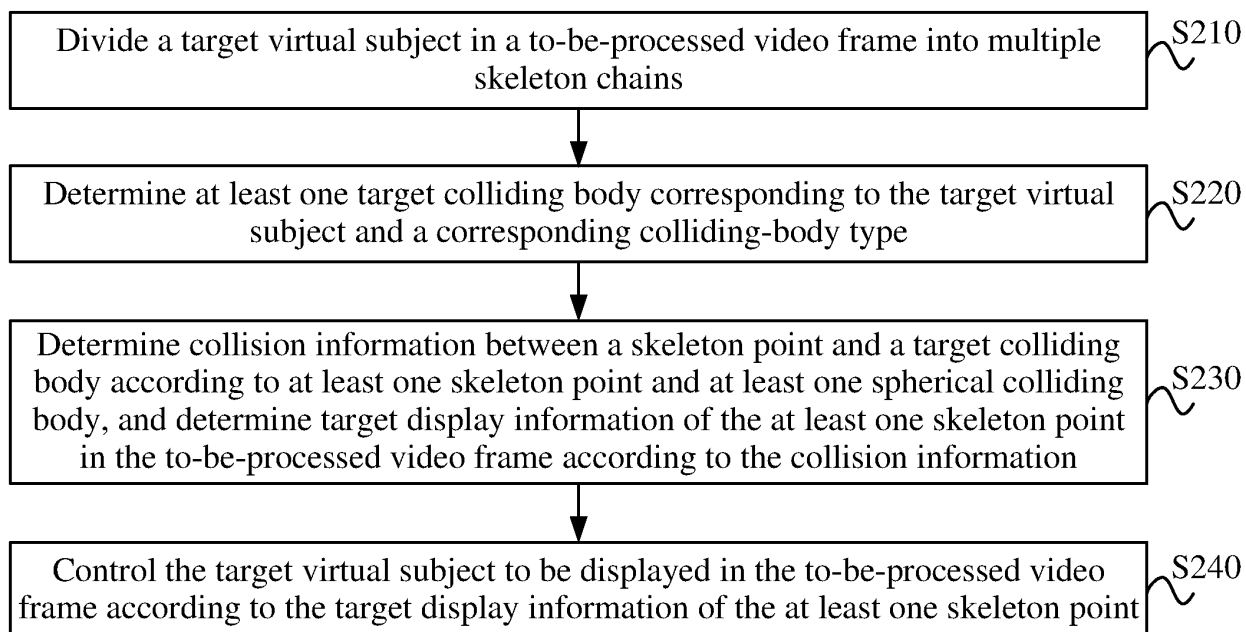 Divide a target virtual subject in a to-be-processed video frame into multiple
skeleton chains
S210
Determine at least one target colliding body corresponding to the target virtual
subject and a corresponding colliding-body type
S220
Determine collision information between a skeleton point and a target colliding
body according to at least one skeleton point and at least one spherical colliding
body, and determine target display information of the at least one skeleton point
in the to-be-processed video frame according to the collision information
S230
Control the target virtual subject to be displayed in the to-be-processed video
frame according to the target display information of the at least one skeleton point
S240